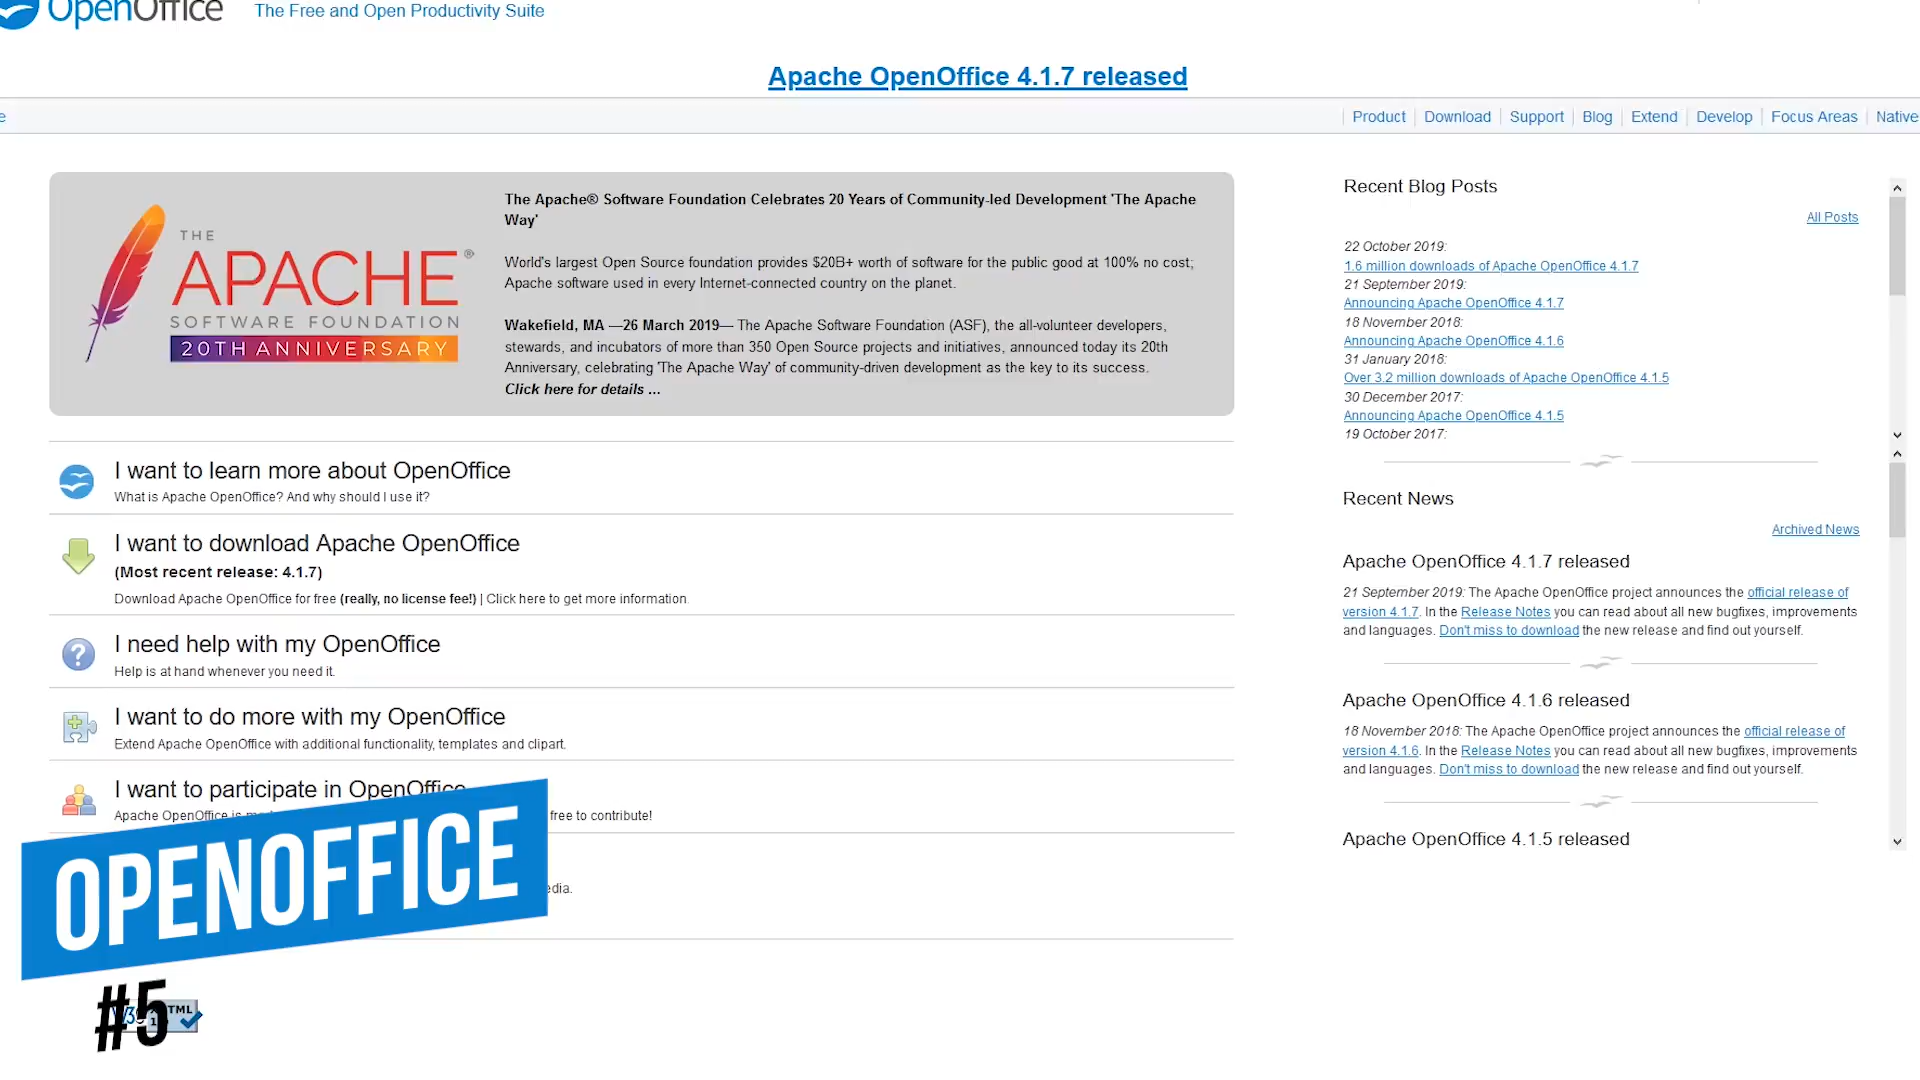 OpenOffice The Free and Open Productivity Suite
Apache OpenOffice 4.1.7 released
e
Product Download Support Blog Extend Develop Focus Areas Native
THE
APACHE®
SOFTWARE FOUNDATION
20TH ANNIVERSARY
The Apache® Software Foundation Celebrates 20 Years of Community-led Development 'The Apache
Way'
World's largest Open Source foundation provides $20B+ worth of software for the public good at 100% no cost;
Apache software used in every Internet-connected country on the planet.
Wakefield, MA —26 March 2019— The Apache Software Foundation (ASF), the all-volunteer developers,
stewards, and incubators of more than 350 Open Source projects and initiatives, announced today its 20th
Anniversary, celebrating 'The Apache Way' of community-driven development as the key to its success.
Click here for details ...
I want to learn more about OpenOffice
What is Apache OpenOffice? And why should I use it?
I want to download Apache OpenOffice
(Most recent release: 4.1.7)
Download Apache OpenOffice for free (really, no license fee!) | Click here to get more information.
I need help with my OpenOffice
Help is at hand whenever you need it.
I want to do more with my OpenOffice
Extend Apache OpenOffice with additional functionality, templates and clipart.
I want to participate in OpenOffice
Apache OpenOffice is free to contribute!
edia.
OPENOFFICE
#5
Recent Blog Posts
All Posts
22 October 2019:
1.6 million downloads of Apache OpenOffice 4.1.7
21 September 2019:
Announcing Apache OpenOffice 4.1.7
18 November 2018:
Announcing Apache OpenOffice 4.1.6
31 January 2018:
Over 3.2 million downloads of Apache OpenOffice 4.1.5
30 December 2017:
Announcing Apache OpenOffice 4.1.5
19 October 2017:
Recent News
Archived News
Apache OpenOffice 4.1.7 released
21 September 2019: The Apache OpenOffice project announces the official release of
version 4.1.7. In the Release Notes you can read about all new bugfixes, improvements
and languages. Don't miss to download the new release and find out yourself.
Apache OpenOffice 4.1.6 released
18 November 2018: The Apache OpenOffice project announces the official release of
version 4.1.6. In the Release Notes you can read about all new bugfixes, improvements
and languages. Don't miss to download the new release and find out yourself.
Apache OpenOffice 4.1.5 released